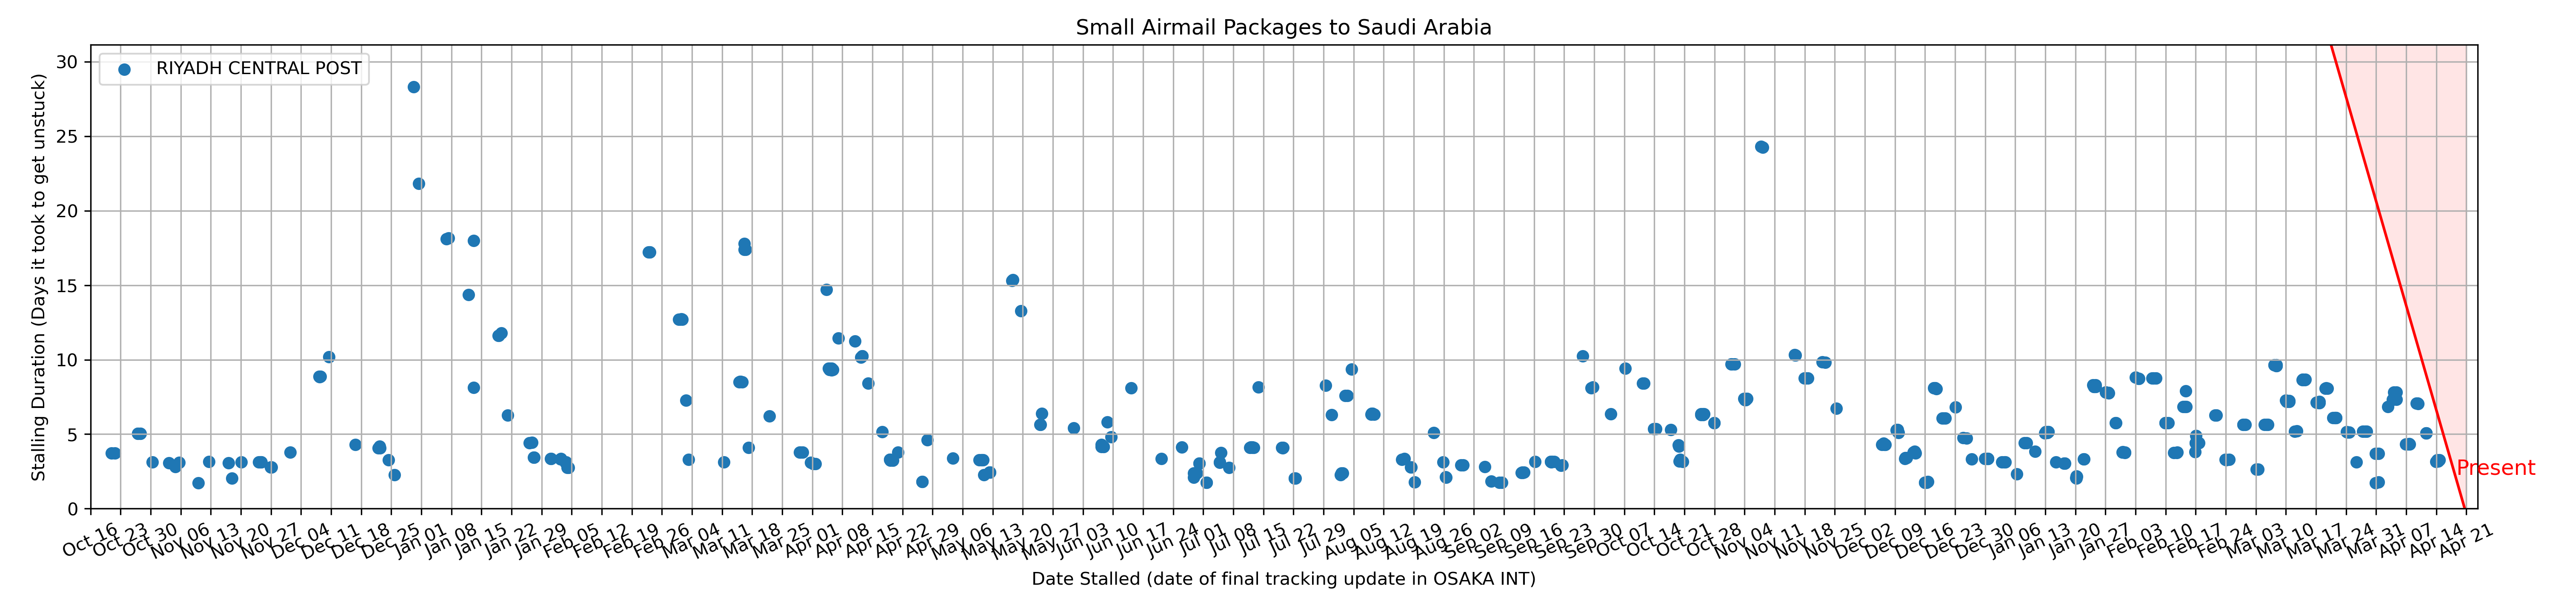 Small Airmail Packages to Saudi Arabia
RIYADH CENTRAL POST
Stalling Duration (Days it took to get unstuck)
30
25
20
15
10
5
0
Present
Oct 16 Oct 23 Oct 30 Nov 06 Nov 13 Nov 20 Nov 27 Dec 04 Dec 11 Dec 18 Dec 25 Jan 01 Jan 08 Jan 15 Jan 22 Jan 29 Feb 05 Feb 12 Feb 19 Feb 26 Mar 04 Mar 11 Mar 18 Mar 25 Apr 01 Apr 08 Apr 15 Apr 22 Apr 29 May 06 May 13 May 20 May 27 Jun 03 Jun 10 Jun 17 Jun 24 Jul 01 Jul 08 Jul 15 Jul 22 Jul 29 Aug 05 Aug 12 Aug 19 Aug 26 Sep 02 Sep 09 Sep 16 Sep 23 Sep 30 Oct 07 Oct 14 Oct 21 Oct 28 Nov 04 Nov 11 Nov 18 Nov 25 Dec 02 Dec 09 Dec 16 Dec 23 Dec 30 Jan 06 Jan 13 Jan 20 Jan 27 Feb 03 Feb 10 Feb 17 Feb 24 Mar 03 Mar 10 Mar 17 Mar 24 Mar 31 Apr 07 Apr 14 Apr 21
Date Stalled (date of final tracking update in OSAKA INT)